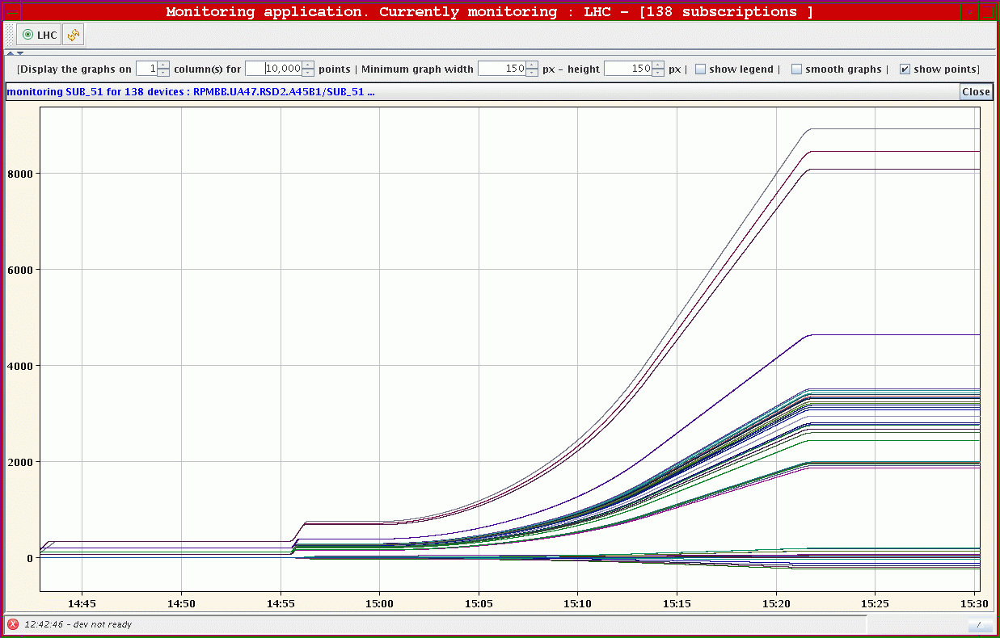 Monitoring application. Currently monitoring : LHC - [138 subscriptions ]
LHC
[Display the graphs on 1 column(s) for 10,000 points | Minimum graph width 150 px - height 150 px | show legend | smooth graphs | show points]
monitoring SUB_51 for 138 devices : RPMBB.UA47.RSD2.A45B1/SUB_51 ... Close
8000
6000
4000
2000
0
14:45 14:50 14:55 15:00 15:05 15:10 15:15 15:20 15:25 15:30
12:42:46 - dev not ready